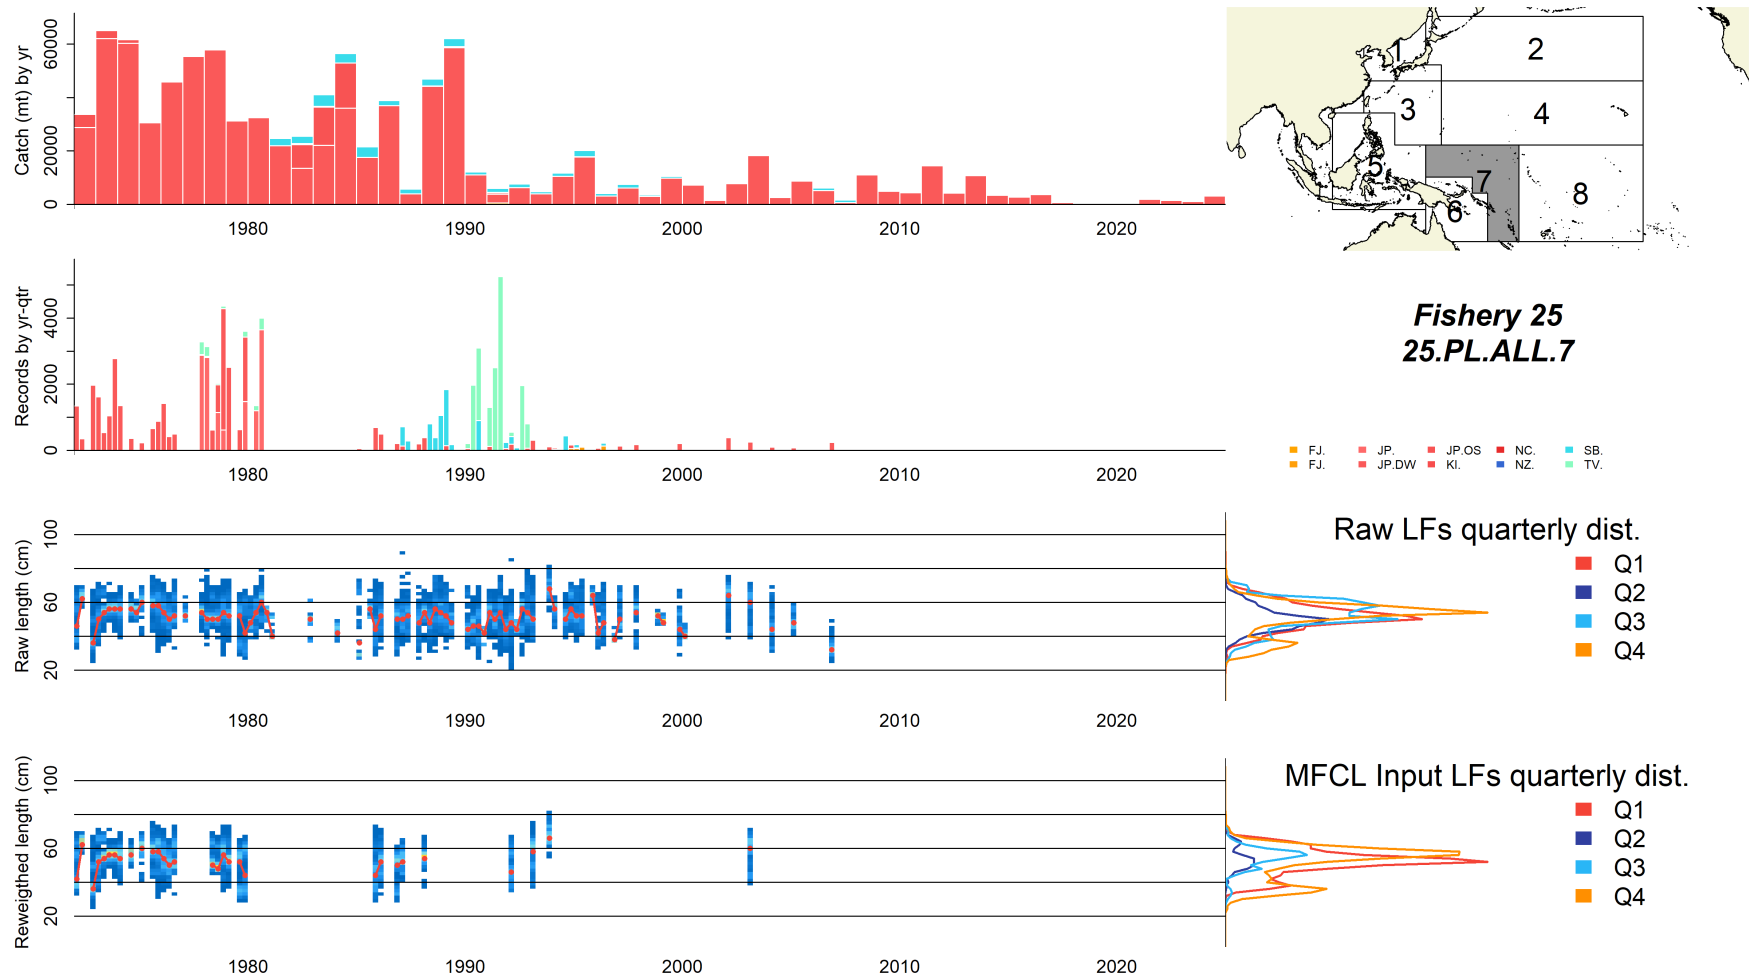 Catch (mt) by yr
60000
20000
0
1980
1990
2000
2010
2020
1
2
3
4
5
6
7
8
Records by yr-qtr
4000
2000
0
1980
1990
2000
2010
2020
Fishery 25
25.PL.ALL.7
FJ. JP. JP.OS NC. SB.
FJ. JP.DW KI. NZ. TV.
Raw length (cm)
100
60
40
20
1980
1990
2000
2010
2020
Raw LFs quarterly dist.
Q1
Q2
Q3
Q4
Reweigthed length (cm)
100
60
40
20
1980
1990
2000
2010
2020
MFCL Input LFs quarterly dist.
Q1
Q2
Q3
Q4